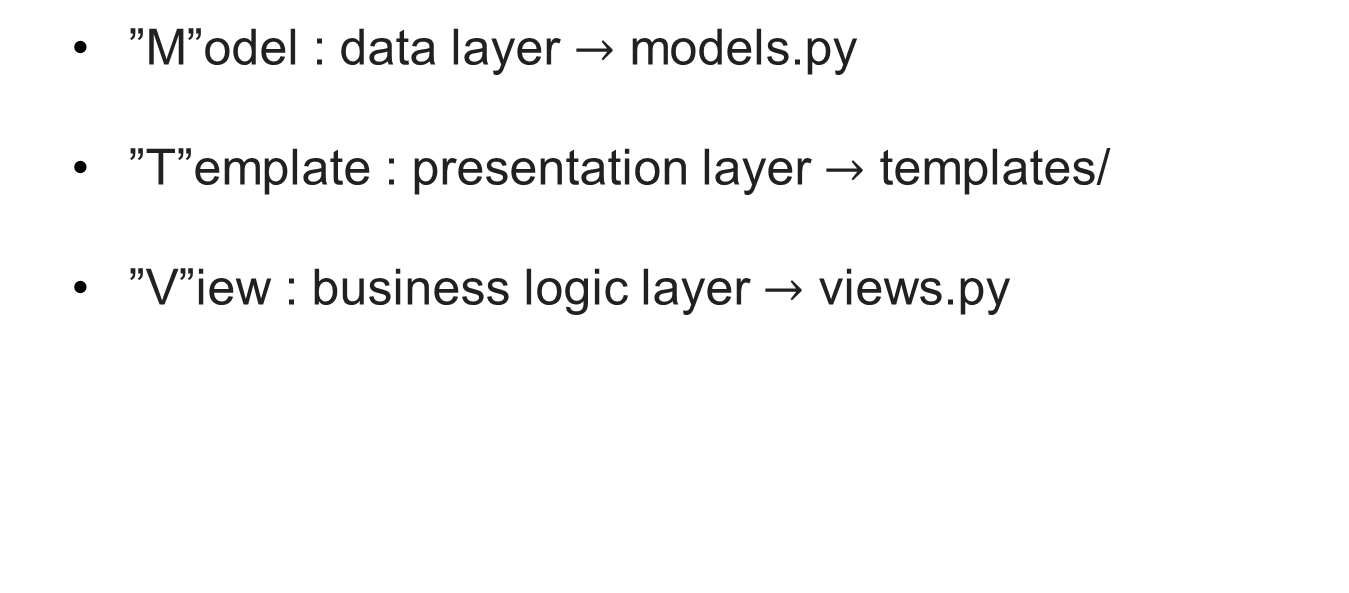 • ”M”odel : data layer → models.py
• ”T”emplate : presentation layer → templates/
• ”V”iew : business logic layer → views.py